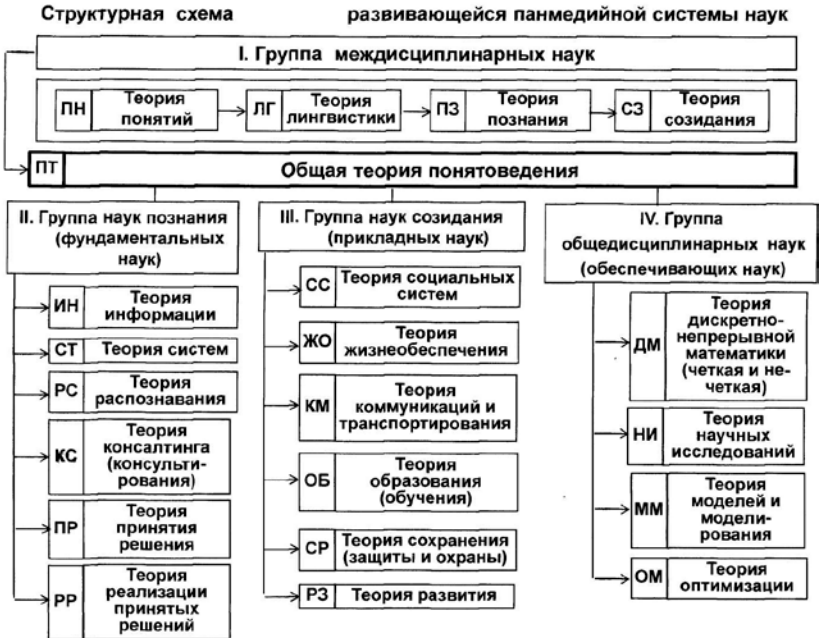 Структурная схема развивающейся панмедийной системы наук
I. Группа междисциплинарных наук
ПН
Теория
понятий
ЛГ
Теория
лингвистики
ПЗ
Теория
познания
СЗ
Теория
созидания
ПТ
Общая теория понятоведения
II. Группа наук познания
(фундаментальных
наук)
ИН
Теория
информации
СТ
Теория систем
РС
Теория
распознавания
КС
Теория
консалтинга
(консульти-
рования)
ПР
Теория
принятия
решения
РР
Теория
реализации
принятых
решений
III. Группа наук созидания
(прикладных наук)
СС
Теория социальных
систем
ЖО
Теория
жизнеобеспечения
КМ
Теория
коммуникаций и
транспортирования
ОБ
Теория
образования
(обучения)
СР
Теория сохранения
(защиты и охраны)
РЗ
Теория развития
IV. Группа
общедисциплинарных наук
(обеспечивающих наук)
ДМ
Теория
дискретно-
непрерывной
математики
(четкая и не-
четкая)
НИ
Теория
научных
исследований
ММ
Теория
моделей и
модели-
рования
ОМ
Теория
оптимизации